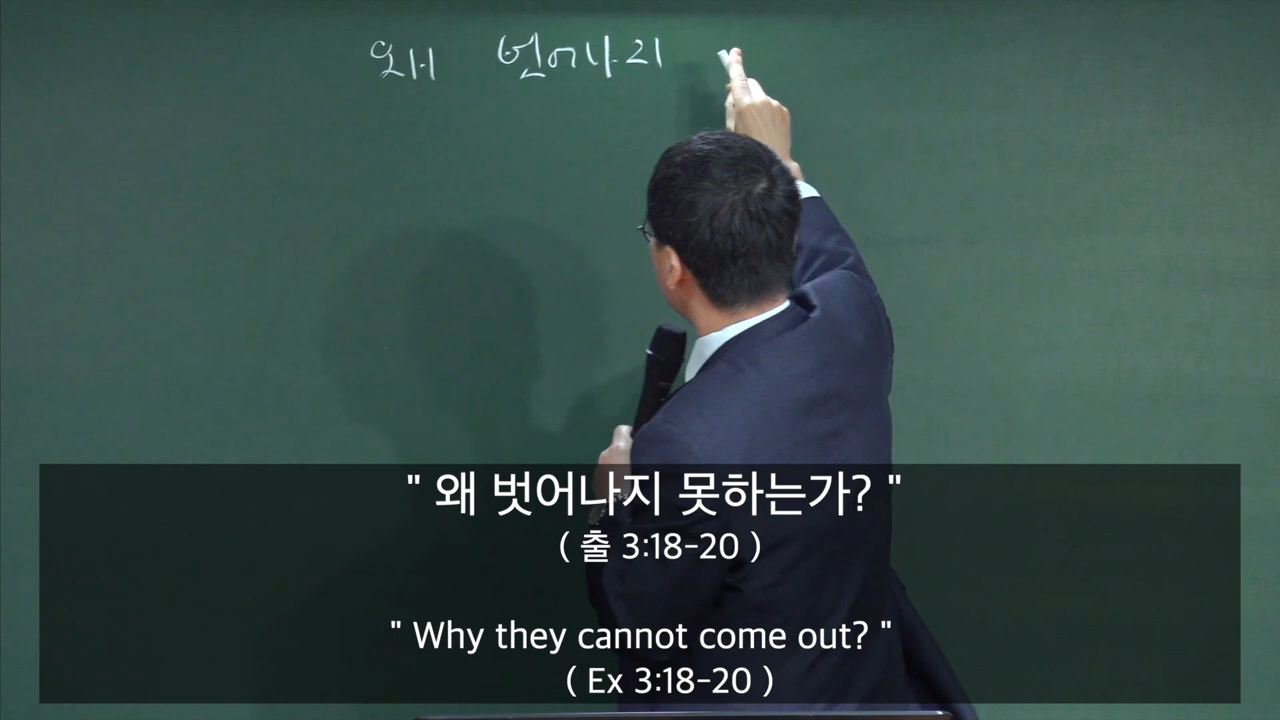 왜 벗어나지
" 왜 벗어나지 못하는가? "
( 출 3:18-20 )
" Why they cannot come out? "
( Ex 3:18-20 )